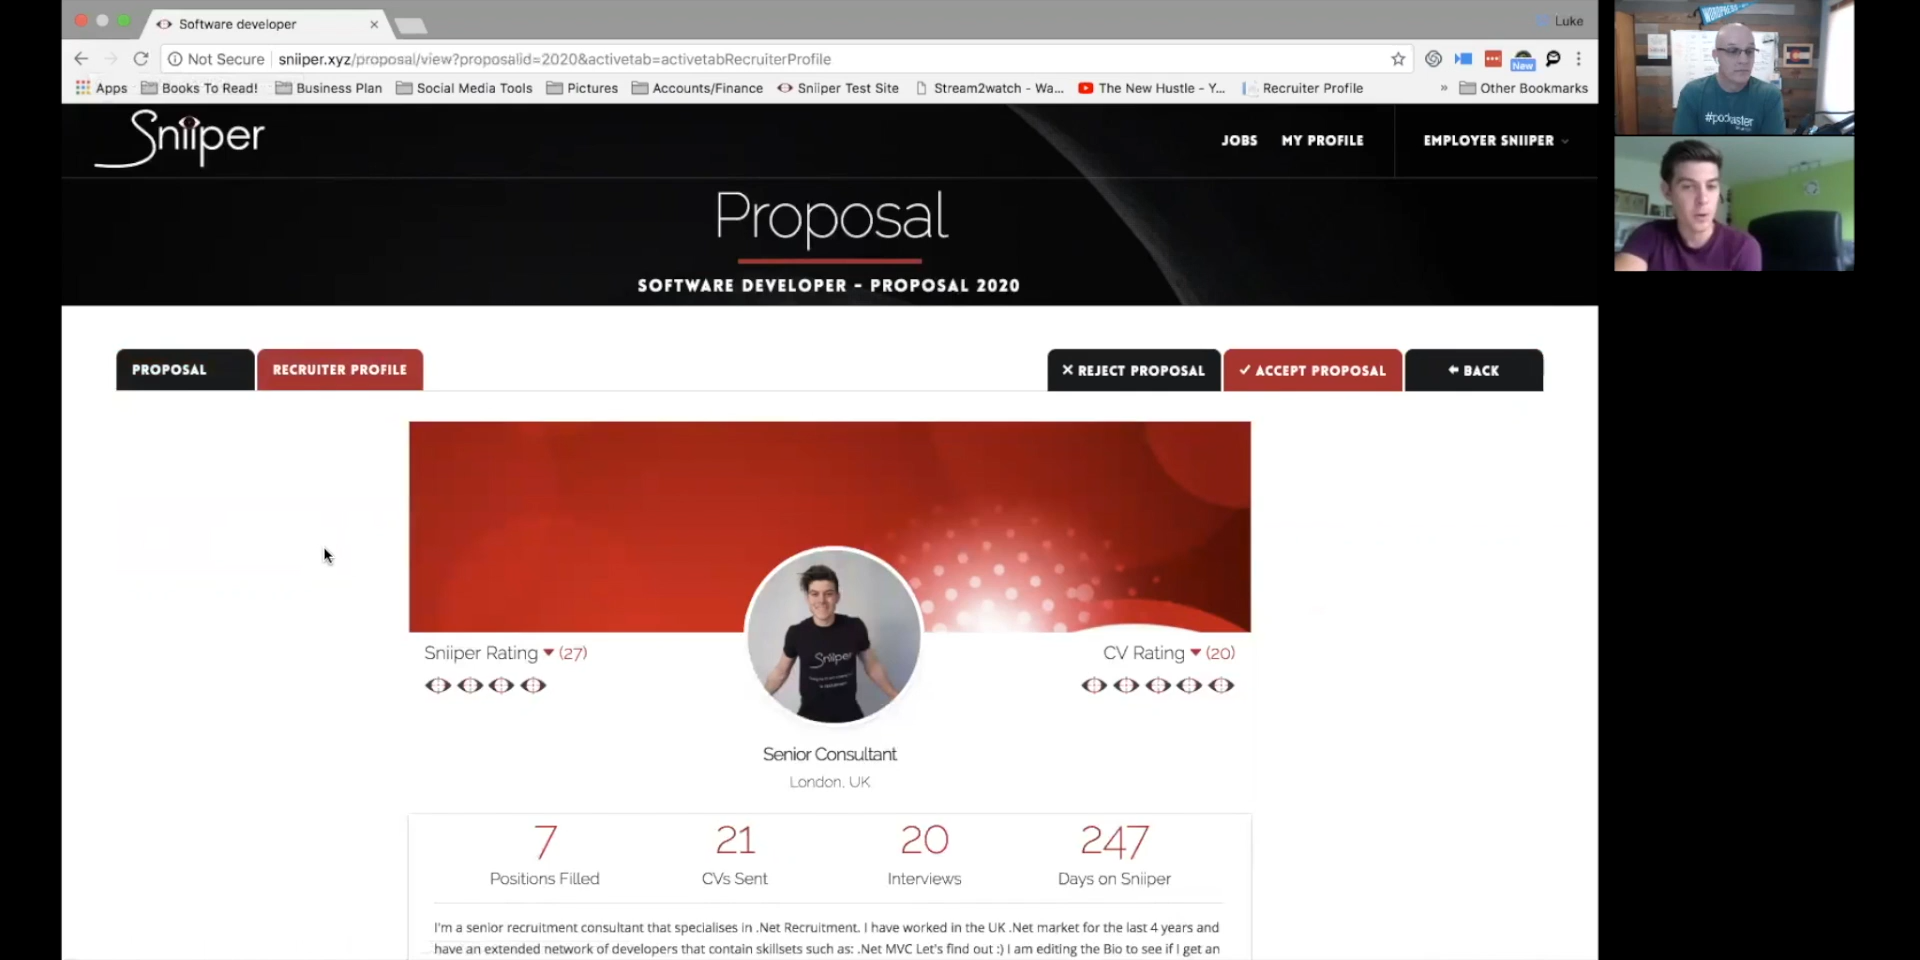 Software developer
Luke
Not Secure
sniiper.xyz/proposal/view?proposalid=2020&activetab=activetabRecruiterProfile
New
Apps
Books To Read!
Business Plan
Social Media Tools
Pictures
Accounts/Finance
Sniiper Test Site
Stream2watch - Wa...
The New Hustle - Y...
Recruiter Profile
»
Other Bookmarks
WORDPRESS
#podcaster
Sniiper
JOBS
MY PROFILE
EMPLOYER SNIIPER
Proposal
SOFTWARE DEVELOPER - PROPOSAL 2020
PROPOSAL
RECRUITER PROFILE
REJECT PROPOSAL
ACCEPT PROPOSAL
BACK
Sniiper
Sniiper Rating (27)
CV Rating (20)
Senior Consultant
London, UK
7
21
20
247
Positions Filled
CVs Sent
Interviews
Days on Sniiper
I'm a senior recruitment consultant that specialises in .Net Recruitment. I have worked in the UK .Net market for the last 4 years and
have an extended network of developers that contain skillsets such as: .Net MVC Let's find out :) I am editing the Bio to see if I get an